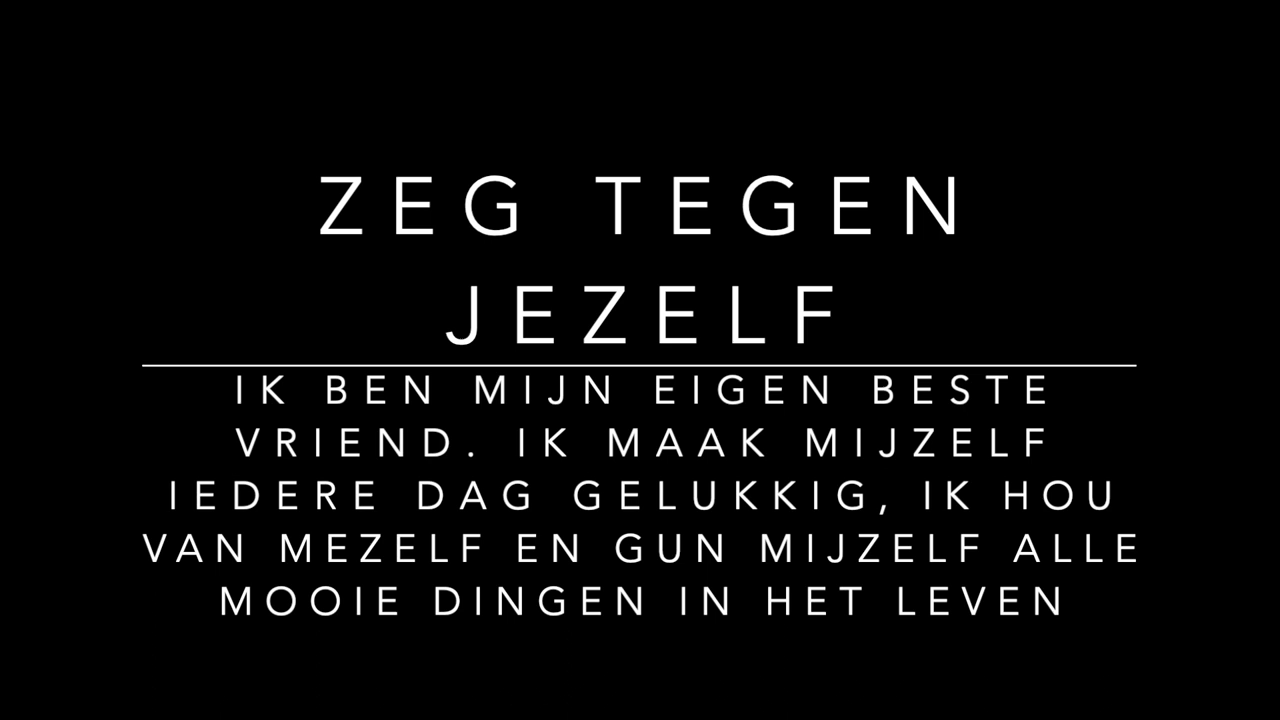 ZEG TEGEN
JEZELF
IK BEN MIJN EIGEN BESTE
VRIEND. IK MAAK MIJZELF
IEDERE DAG GELUKKIG, IK HOU
VAN MEZELF EN GUN MIJZELF ALLE
MOOIE DINGEN IN HET LEVEN